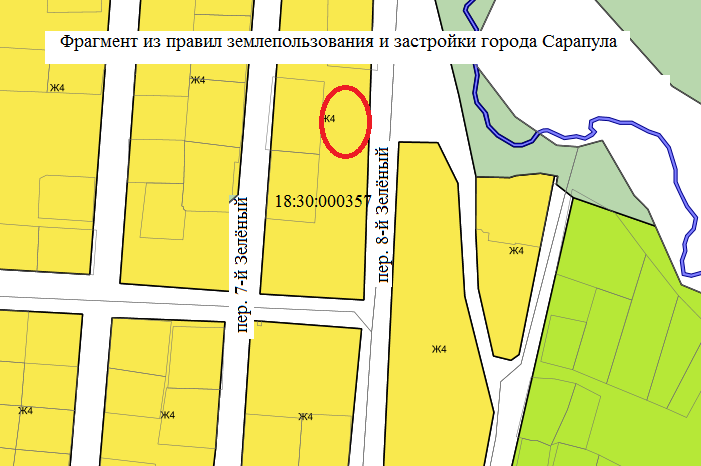 Фрагмент из правил землепользования и застройки города Сарапула
Ж4
Ж4
Ж4
18:30:000357
пер. 7-й Зелёный
пер. 8-й Зелёный
Ж4
Ж4
Ж4
Ж4
Ж4